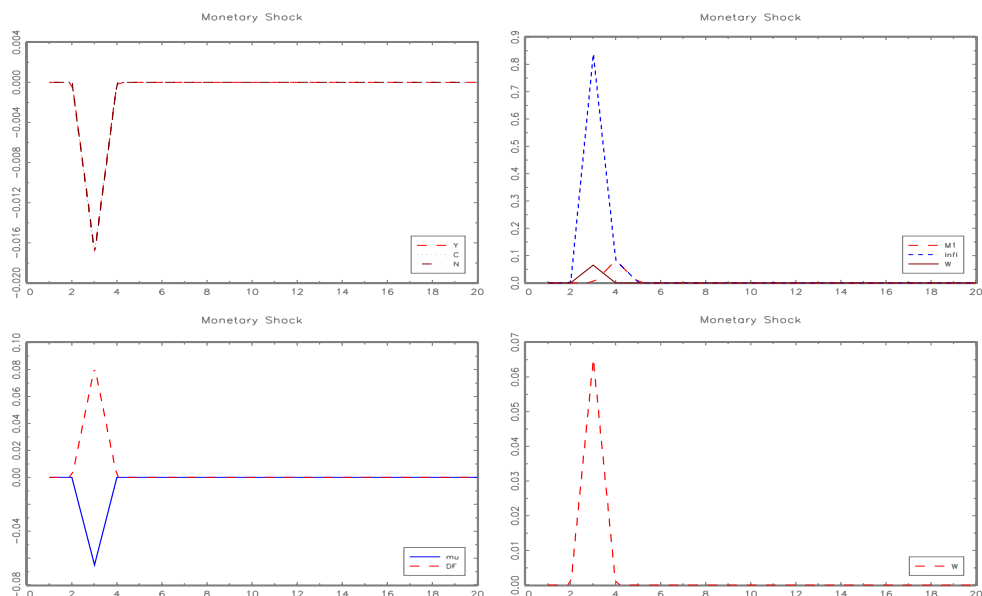 Monetary Shock
0.004
0.000
−0.004
−0.008
−0.012
−0.016
−0.020
Y
C
N
0 2 4 6 8 10 12 14 16 18 20
Monetary Shock
0.9
0.8
0.7
0.6
0.5
0.4
0.3
0.2
0.1
0.0
M1
Infl
W
0 2 4 6 8 10 12 14 16 18 20
Monetary Shock
0.10
0.08
0.06
0.04
0.02
0.00
−0.04
−0.08
mu
DF
0 2 4 6 8 10 12 14 16 18 20
Monetary Shock
0.07
0.06
0.05
0.04
0.03
0.02
0.01
0.00
W
0 2 4 6 8 10 12 14 16 18 20